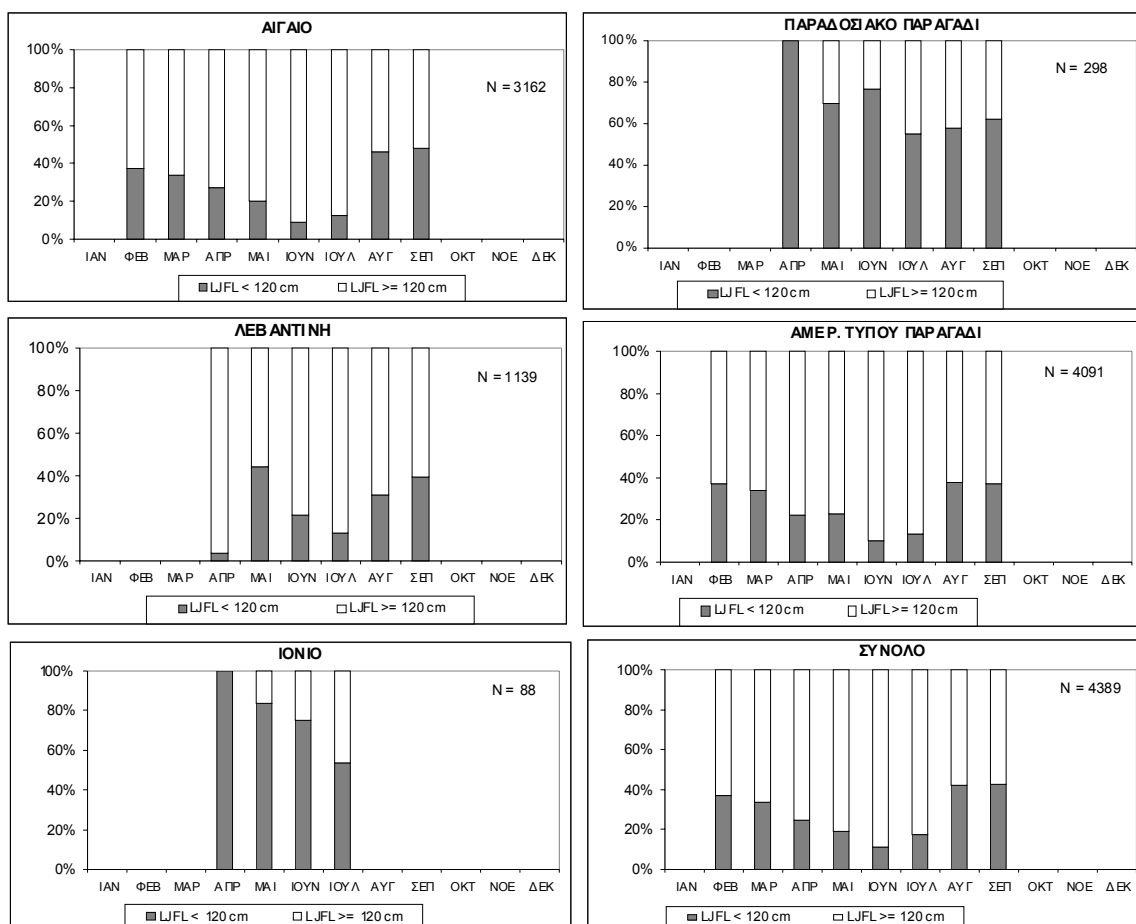 ΑΙΓΑΙΟ
100%
80%
60%
40%
20%
0%
N = 3162
ΙΑΝ ΦΕΒ ΜΑΡ ΑΠΡ ΜΑΙ ΙΟΥΝ ΙΟΥΛ ΑΥΓ ΣΕΠ ΟΚΤ ΝΟΕ ΔΕΚ
LJFL < 120 cm LJFL >= 120 cm
ΠΑΡΑΔΟΣΙΑΚΟ ΠΑΡΑΓΑΔΙ
100%
80%
60%
40%
20%
0%
N = 298
ΙΑΝ ΦΕΒ ΜΑΡ ΑΠΡ ΜΑΙ ΙΟΥΝ ΙΟΥΛ ΑΥΓ ΣΕΠ ΟΚΤ ΝΟΕ ΔΕΚ
LJFL < 120 cm LJFL >= 120 cm
ΛΕΒΑΝΤΙΝΗ
100%
80%
60%
40%
20%
0%
N = 1139
ΙΑΝ ΦΕΒ ΜΑΡ ΑΠΡ ΜΑΙ ΙΟΥΝ ΙΟΥΛ ΑΥΓ ΣΕΠ ΟΚΤ ΝΟΕ ΔΕΚ
LJFL < 120 cm LJFL >= 120 cm
ΑΜΕΡ. ΤΥΠΟΥ ΠΑΡΑΓΑΔΙ
100%
80%
60%
40%
20%
0%
N = 4091
ΙΑΝ ΦΕΒ ΜΑΡ ΑΠΡ ΜΑΙ ΙΟΥΝ ΙΟΥΛ ΑΥΓ ΣΕΠ ΟΚΤ ΝΟΕ ΔΕΚ
LJFL < 120 cm LJFL >= 120 cm
ΙΟΝΙΟ
100%
80%
60%
40%
20%
0%
N = 88
ΙΑΝ ΦΕΒ ΜΑΡ ΑΠΡ ΜΑΙ ΙΟΥΝ ΙΟΥΛ ΑΥΓ ΣΕΠ ΟΚΤ ΝΟΕ ΔΕΚ
LJFL < 120 cm LJFL >= 120 cm
ΣΥΝΟΛΟ
100%
80%
60%
40%
20%
0%
N = 4389
ΙΑΝ ΦΕΒ ΜΑΡ ΑΠΡ ΜΑΙ ΙΟΥΝ ΙΟΥΛ ΑΥΓ ΣΕΠ ΟΚΤ ΝΟΕ ΔΕΚ
LJFL < 120 cm LJFL >= 120 cm